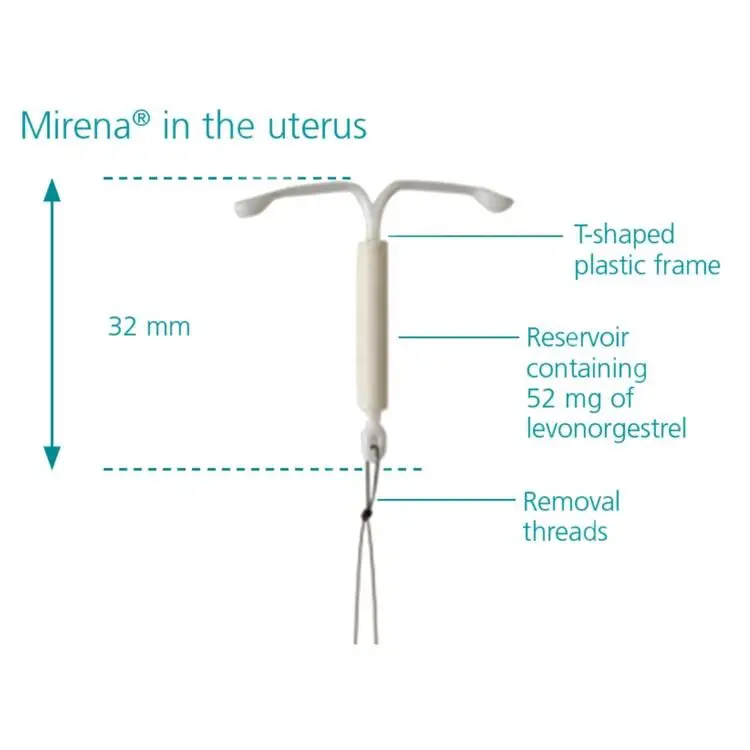 Mirena® in the uterus
T-shaped
plastic frame
32 mm
Reservoir
containing
52 mg of
levonorgestrel
Removal
threads